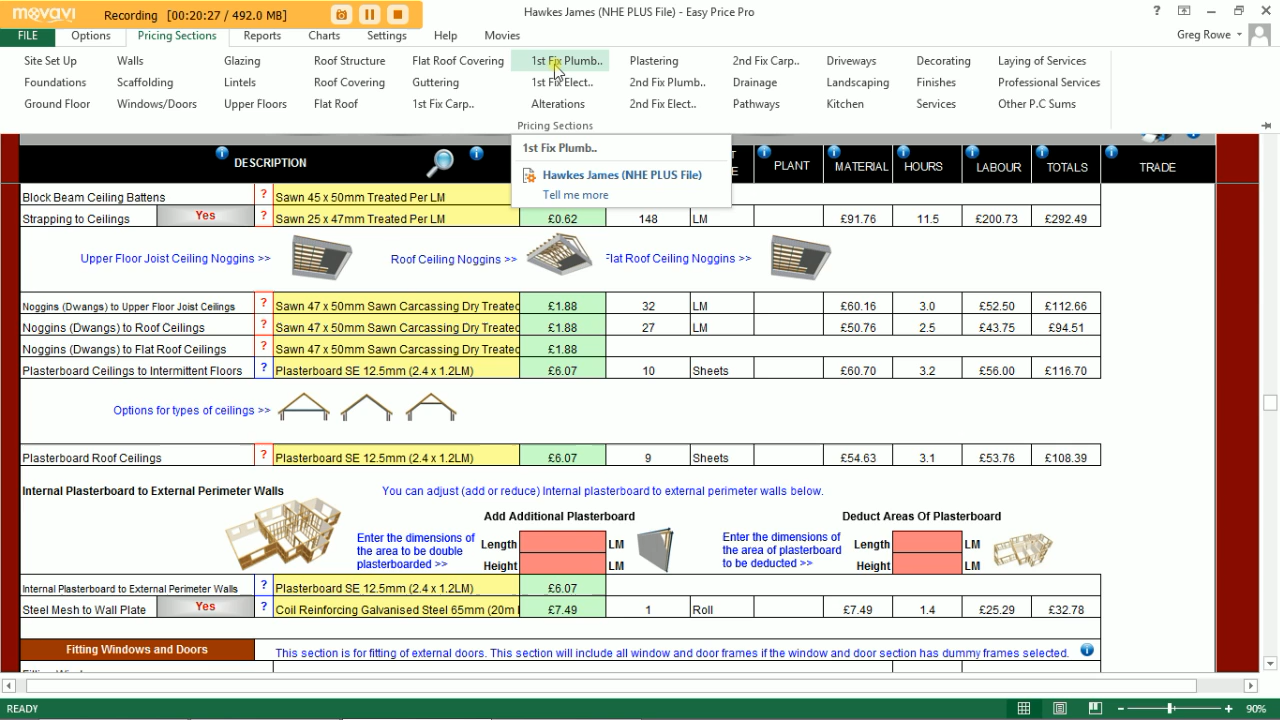 movavi
Recording [00:20:27 / 492.0 MB]
Hawkes James (NHE PLUS File) - Easy Price Pro
FILE Options Pricing Sections Reports Charts Settings Help Movies
Greg Rowe
Site Set Up Walls Glazing Roof Structure Flat Roof Covering 1st Fix Plumb.. Plastering 2nd Fix Carp.. Driveways Decorating Laying of Services
Foundations Scaffolding Lintels Roof Covering Guttering 1st Fix Elect.. 2nd Fix Plumb.. Drainage Landscaping Finishes Professional Services
Ground Floor Windows/Doors Upper Floors Flat Roof 1st Fix Carp.. Alterations 2nd Fix Elect.. Pathways Kitchen Services Other P.C Sums
Pricing Sections
1st Fix Plumb..
Hawkes James (NHE PLUS File)
Tell me more
DESCRIPTION PLANT MATERIAL HOURS LABOUR TOTALS TRADE
Block Beam Ceiling Battens ? Sawn 45 x 50mm Treated Per LM
Strapping to Ceilings Yes ? Sawn 25 x 47mm Treated Per LM £0.62 148 LM £91.76 11.5 £200.73 £292.49
Upper Floor Joist Ceiling Noggins >> Roof Ceiling Noggins >> Flat Roof Ceiling Noggins >>
Noggins (Dwangs) to Upper Floor Joist Ceilings ? Sawn 47 x 50mm Sawn Carcassing Dry Treated £1.88 32 LM £60.16 3.0 £52.50 £112.66
Noggins (Dwangs) to Roof Ceilings ? Sawn 47 x 50mm Sawn Carcassing Dry Treated £1.88 27 LM £50.76 2.5 £43.75 £94.51
Noggins (Dwangs) to Flat Roof Ceilings ? Sawn 47 x 50mm Sawn Carcassing Dry Treated £1.88
Plasterboard Ceilings to Intermittent Floors ? Plasterboard SE 12.5mm (2.4 x 1.2LM) £6.07 10 Sheets £60.70 3.2 £56.00 £116.70
Options for types of ceilings >>
Plasterboard Roof Ceilings ? Plasterboard SE 12.5mm (2.4 x 1.2LM) £6.07 9 Sheets £54.63 3.1 £53.76 £108.39
Internal Plasterboard to External Perimeter Walls You can adjust (add or reduce) Internal plasterboard to external perimeter walls below.
Add Additional Plasterboard Deduct Areas Of Plasterboard
Enter the dimensions of the area to be double plasterboarded >>
Length LM
Height LM
Enter the dimensions of the area of plasterboard to be deducted >>
Length LM
Height LM
Internal Plasterboard to External Perimeter Walls ? Plasterboard SE 12.5mm (2.4 x 1.2LM) £6.07
Steel Mesh to Wall Plate Yes ? Coil Reinforcing Galvanised Steel 65mm (20m £7.49 1 Roll £7.49 1.4 £25.29 £32.78
Fitting Windows and Doors This section is for fitting of external doors. This section will include all window and door frames if the window and door section has dummy frames selected.
READY 90%